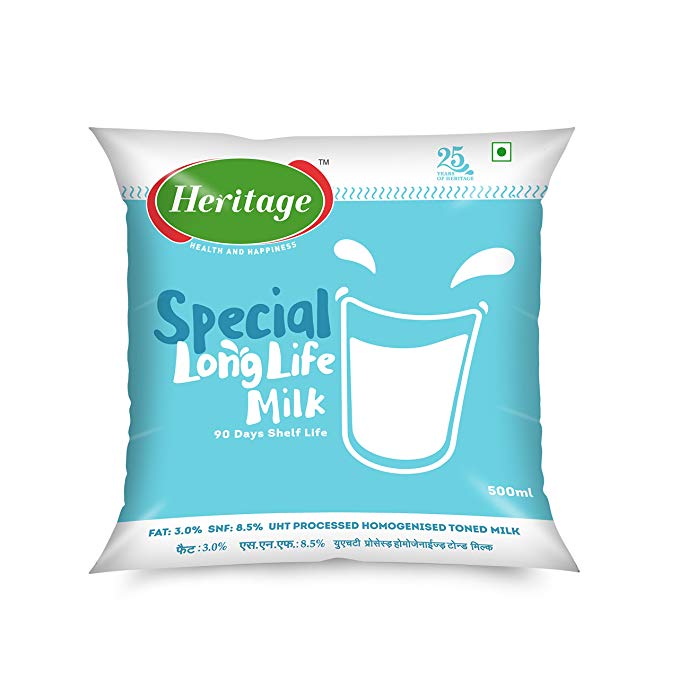 Heritage
TM
HEALTH AND HAPPINESS
25
YEARS
OF HERITAGE
Special
Long Life
Milk
90 Days Shelf Life
500ml
FAT: 3.0% SNF: 8.5% UHT PROCESSED HOMOGENISED TONED MILK
फैट : 3.0% एस.एन.एफ.: 8.5% युएचटी प्रोसेस्ड़ होमोजेनाईज्ड़ टोन्ड मिल्क